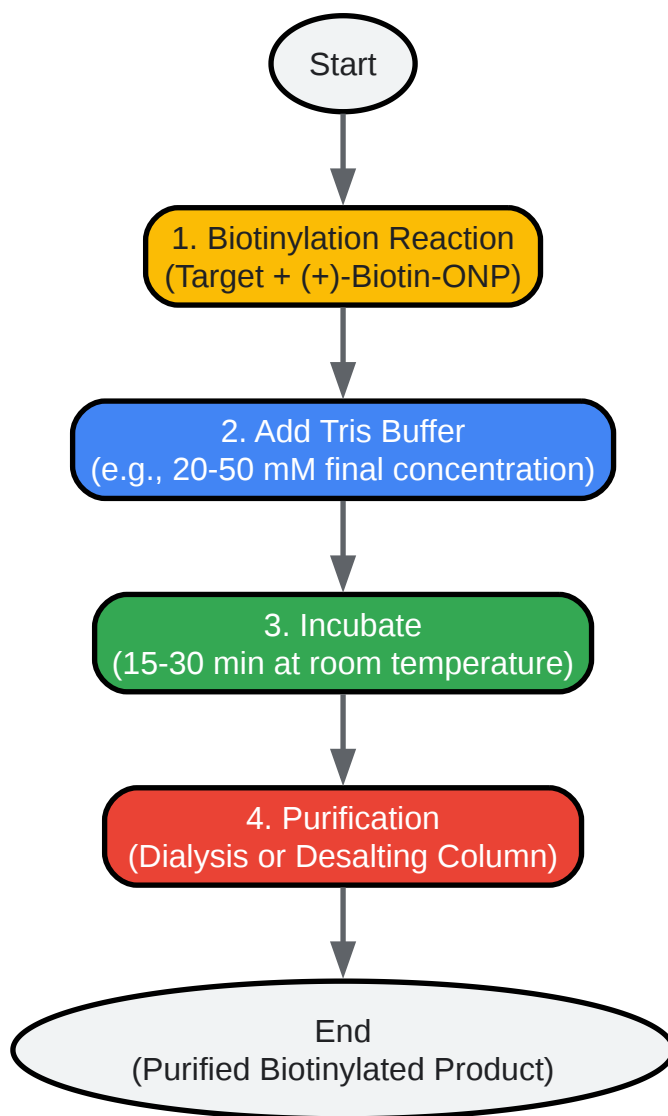 Start
1. Biotinylation Reaction
(Target + (+)-Biotin-ONP)
2. Add Tris Buffer
(e.g., 20-50 mM final concentration)
3. Incubate
(15-30 min at room temperature)
4. Purification
(Dialysis or Desalting Column)
End
(Purified Biotinylated Product)